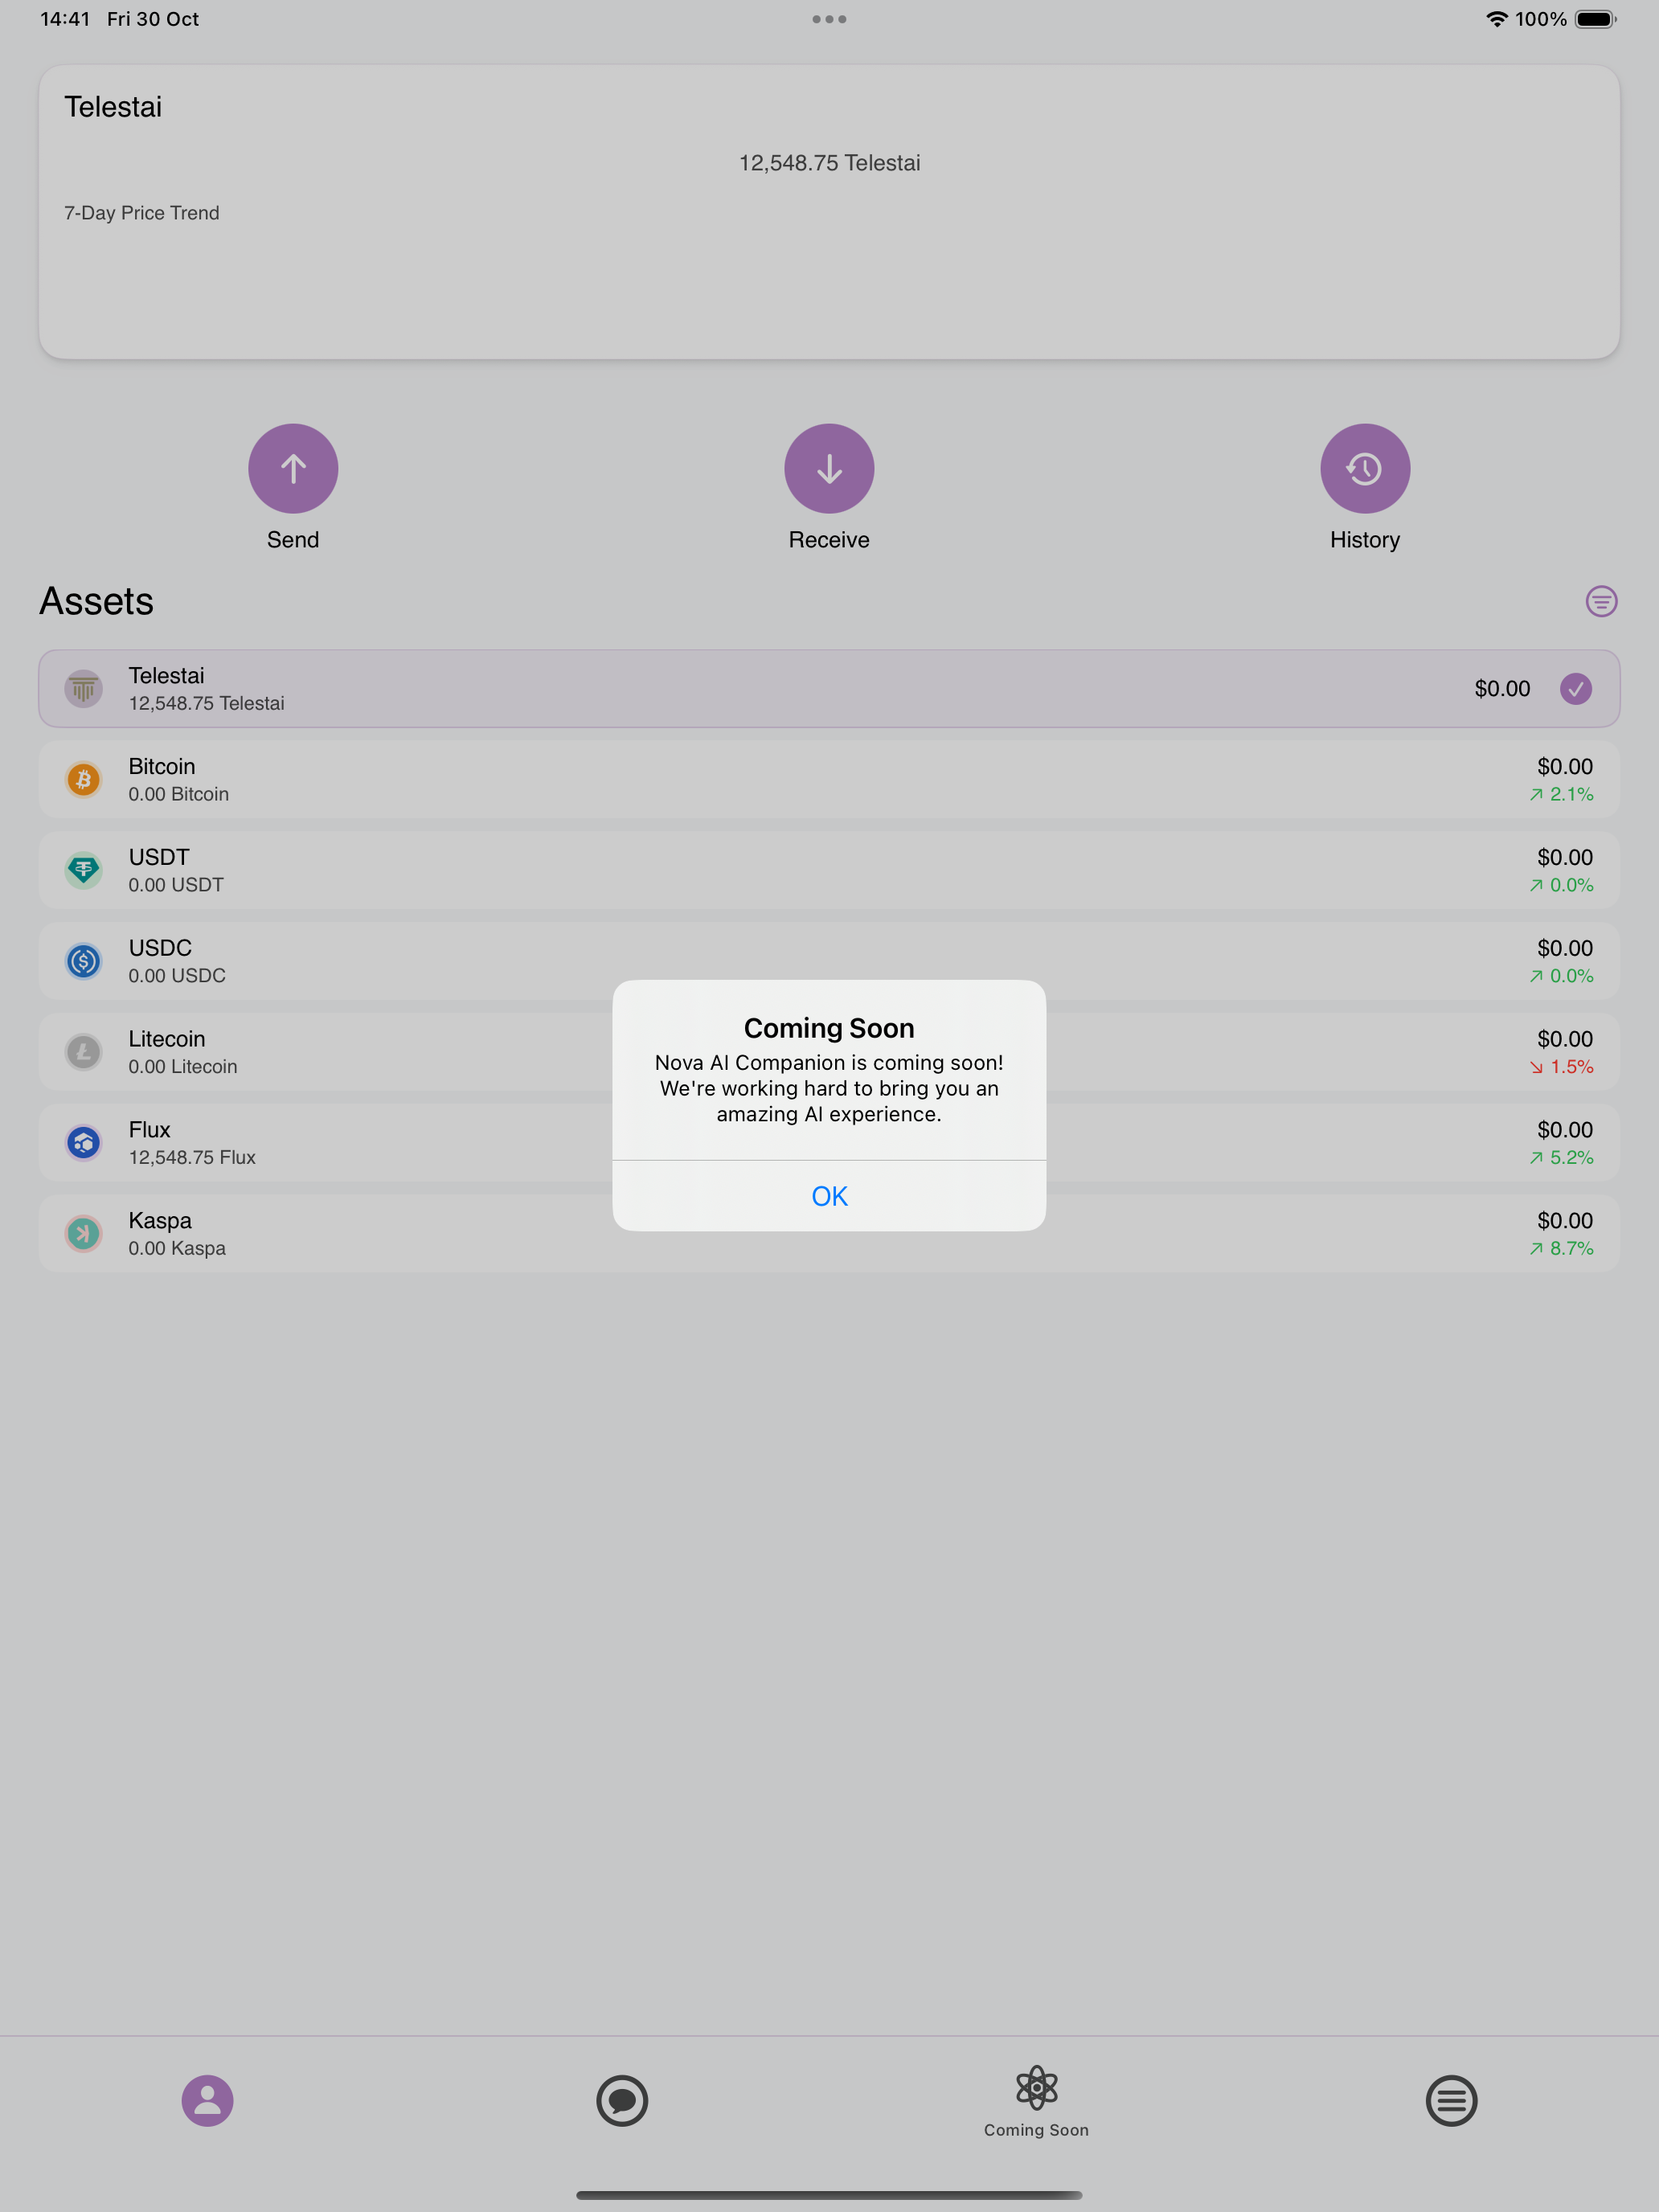 14:41 Fri 30 Oct
100%
Telestai
12,548.75 Telestai
7-Day Price Trend
Send
Receive
History
Assets
Telestai
12,548.75 Telestai
$0.00
Bitcoin
0.00 Bitcoin
$0.00
2.1%
USDT
0.00 USDT
$0.00
0.0%
USDC
0.00 USDC
$0.00
0.0%
Litecoin
0.00 Litecoin
$0.00
1.5%
Flux
12,548.75 Flux
$0.00
5.2%
Kaspa
0.00 Kaspa
$0.00
8.7%
Coming Soon
Nova AI Companion is coming soon!
We're working hard to bring you an
amazing AI experience.
OK
Coming Soon